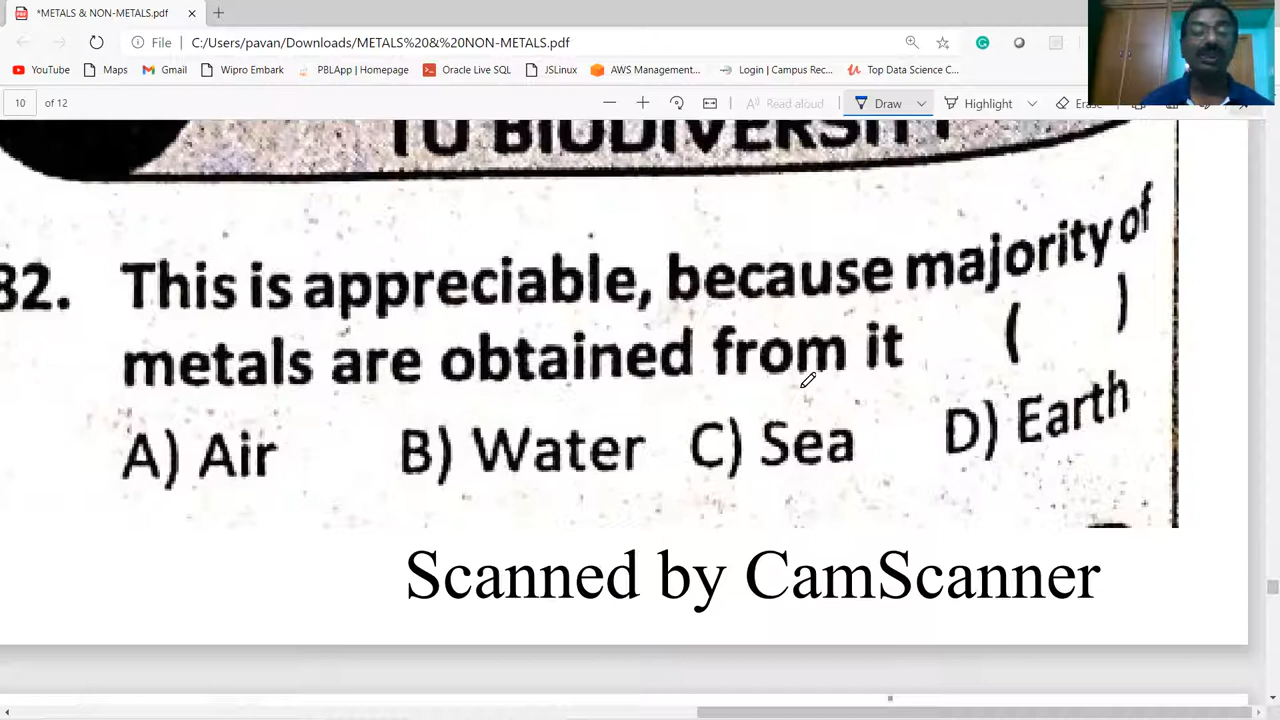 *METALS & NON-METALS.pdf
File C:/Users/pavan/Downloads/METALS%20&%20NON-METALS.pdf
YouTube Maps Gmail Wipro Embark PBLApp | Homepage Oracle Live SQL JSLinux AWS Management... Login | Campus Rec... Top Data Science C...
10 of 12 Read aloud Draw Highlight Erase
TO BIODIVERSITY
82. This is appreciable, because majority of
metals are obtained from it ( )
A) Air B) Water C) Sea D) Earth
Scanned by CamScanner